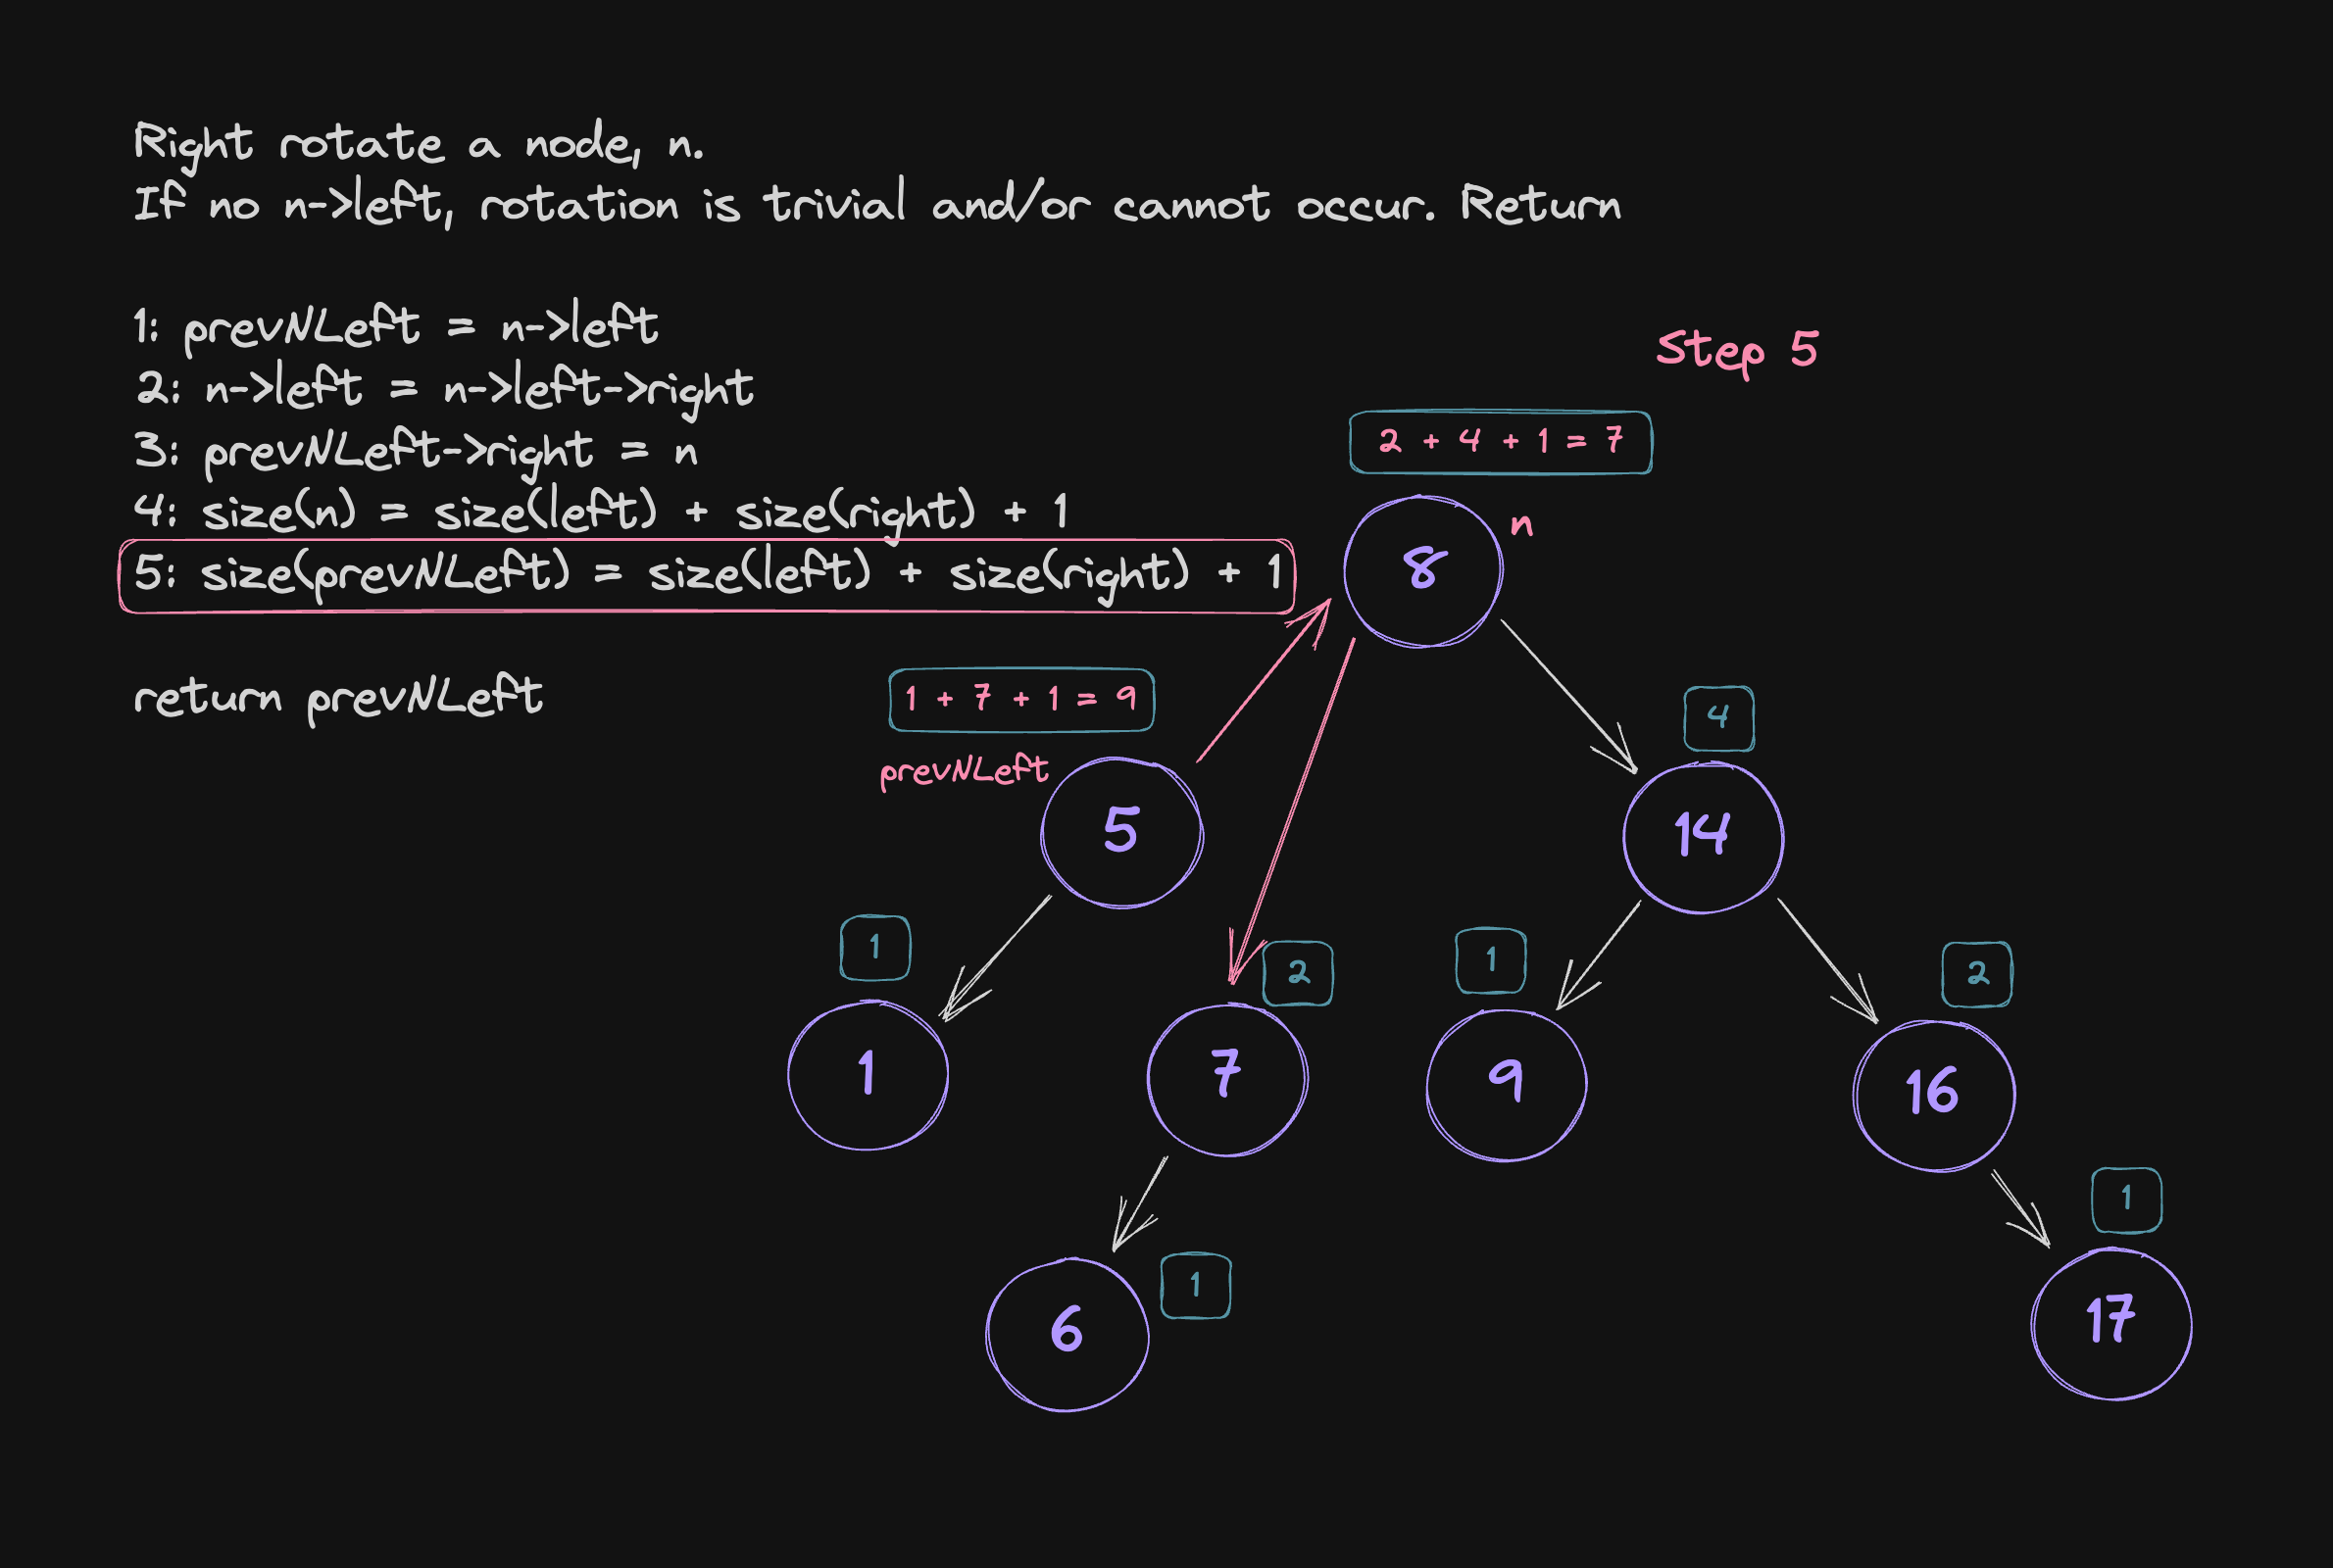 Right rotate a node, n.
If no n->left, rotation is trivial and/or cannot occur. Return
1: prevNLeft = n->left
2: n->left = n->left->right
3: prevNLeft->right = n
4: size(n) = size(left) + size(right) + 1
5: size(prevNLeft) = size(left) + size(right) + 1
return prevNLeft
Step 5
2 + 4 + 1 = 7
n
8
1 + 7 + 1 = 9
prevNLeft
5
4
14
1
1
2
7
1
9
2
16
1
6
1
17